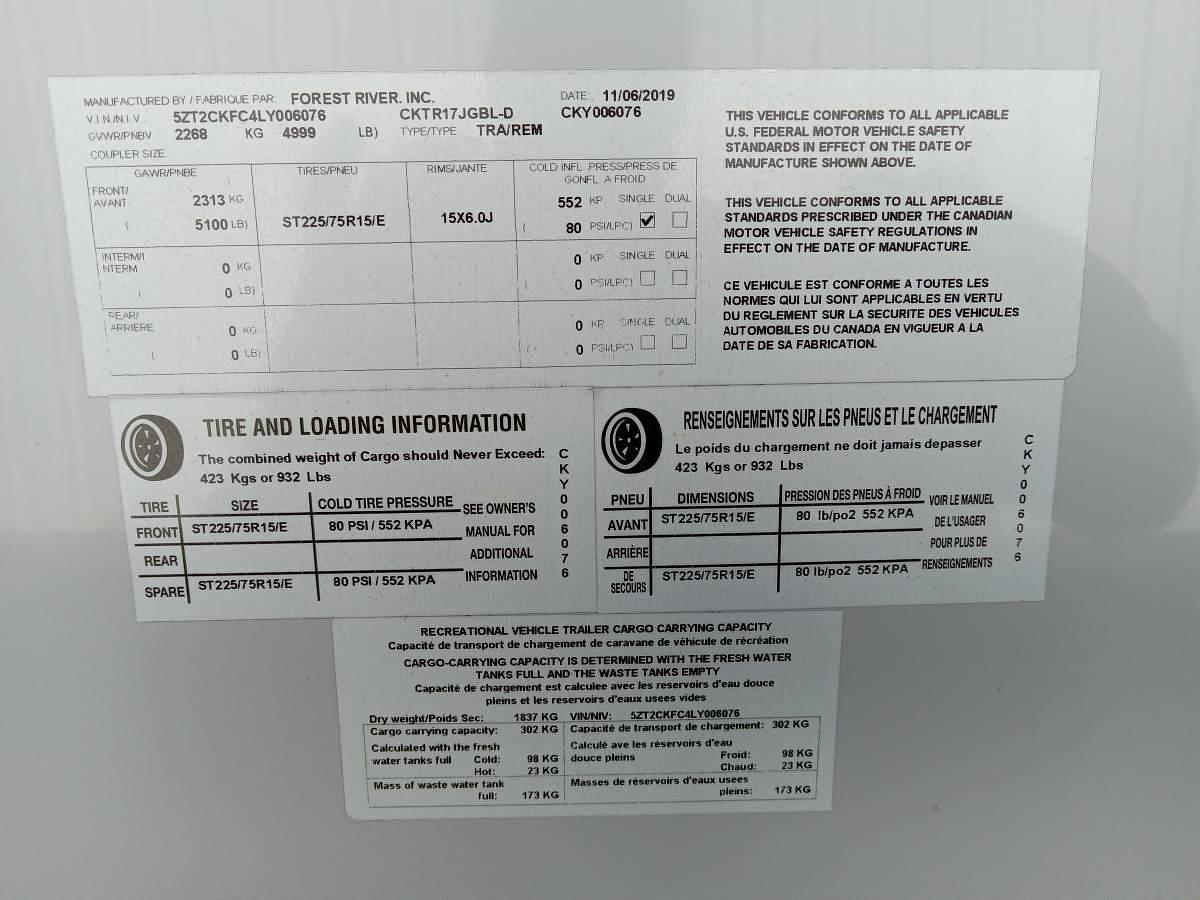 MANUFACTURED BY / FABRIQUE PAR: FOREST RIVER. INC. DATE: 11/06/2019
V.I.N./N.I.V. 5ZT2CKFC4LY006076 CKTR17JGBL-D CKY006076
GVWR/PNBV 2268 KG 4999 LB) TYPE/TYPE TRA/REM
COUPLER SIZE
GAWR/PNBE TIRES/PNEU RIMS/JANTE COLD INFL. PRESS/PRESS DE
GONFL. A FROID
FRONT/
AVANT 2313 KG 552 KP SINGLE DUAL
( 5100 LB) ST225/75R15/E 15X6.0J ( 80 PSI/LPC)
INTERM/I
NTERM 0 KG 0 KP SINGLE DUAL
( 0 LB) ( 0 PSI/LPC)
REAR/
ARRIERE 0 KG 0 KP SINGLE DUAL
( 0 LB) ( 0 PSI/LPC)
THIS VEHICLE CONFORMS TO ALL APPLICABLE
U.S. FEDERAL MOTOR VEHICLE SAFETY
STANDARDS IN EFFECT ON THE DATE OF
MANUFACTURE SHOWN ABOVE.
THIS VEHICLE CONFORMS TO ALL APPLICABLE
STANDARDS PRESCRIBED UNDER THE CANADIAN
MOTOR VEHICLE SAFETY REGULATIONS IN
EFFECT ON THE DATE OF MANUFACTURE.
CE VEHICULE EST CONFORME A TOUTES LES
NORMES QUI LUI SONT APPLICABLES EN VERTU
DU REGLEMENT SUR LA SECURITE DES VEHICULES
AUTOMOBILES DU CANADA EN VIGUEUR A LA
DATE DE SA FABRICATION.
TIRE AND LOADING INFORMATION
The combined weight of Cargo should Never Exceed:
423 Kgs or 932 Lbs
TIRE SIZE COLD TIRE PRESSURE SEE OWNER'S
FRONT ST225/75R15/E 80 PSI / 552 KPA MANUAL FOR
REAR ADDITIONAL
SPARE ST225/75R15/E 80 PSI / 552 KPA INFORMATION
CKY006076
RENSEIGNEMENTS SUR LES PNEUS ET LE CHARGEMENT
Le poids du chargement ne doit jamais depasser
423 Kgs or 932 Lbs
PNEU DIMENSIONS PRESSION DES PNEUS À FROID VOIR LE MANUEL
AVANT ST225/75R15/E 80 lb/po2 552 KPA DE L'USAGER
ARRIÈRE POUR PLUS DE
DE
SECOURS ST225/75R15/E 80 lb/po2 552 KPA RENSEIGNEMENTS
CKY006076
RECREATIONAL VEHICLE TRAILER CARGO CARRYING CAPACITY
Capacité de transport de chargement de caravane de véhicule de récréation
CARGO-CARRYING CAPACITY IS DETERMINED WITH THE FRESH WATER
TANKS FULL AND THE WASTE TANKS EMPTY
Capacité de chargement est calculee avec les reservoirs d'eau douce
pleins et les reservoirs d'eaux usees vides
Dry weight/Poids Sec: 1837 KG VIN/NIV: 5ZT2CKFC4LY006076
Cargo carrying capacity: 302 KG Capacité de transport de chargement: 302 KG
Calculated with the fresh Calculé ave les réservoirs d'eau
water tanks full Cold: 98 KG douce pleins Froid: 98 KG
Hot: 23 KG Chaud: 23 KG
Mass of waste water tank Masses de réservoirs d'eaux usees
full: 173 KG pleins: 173 KG